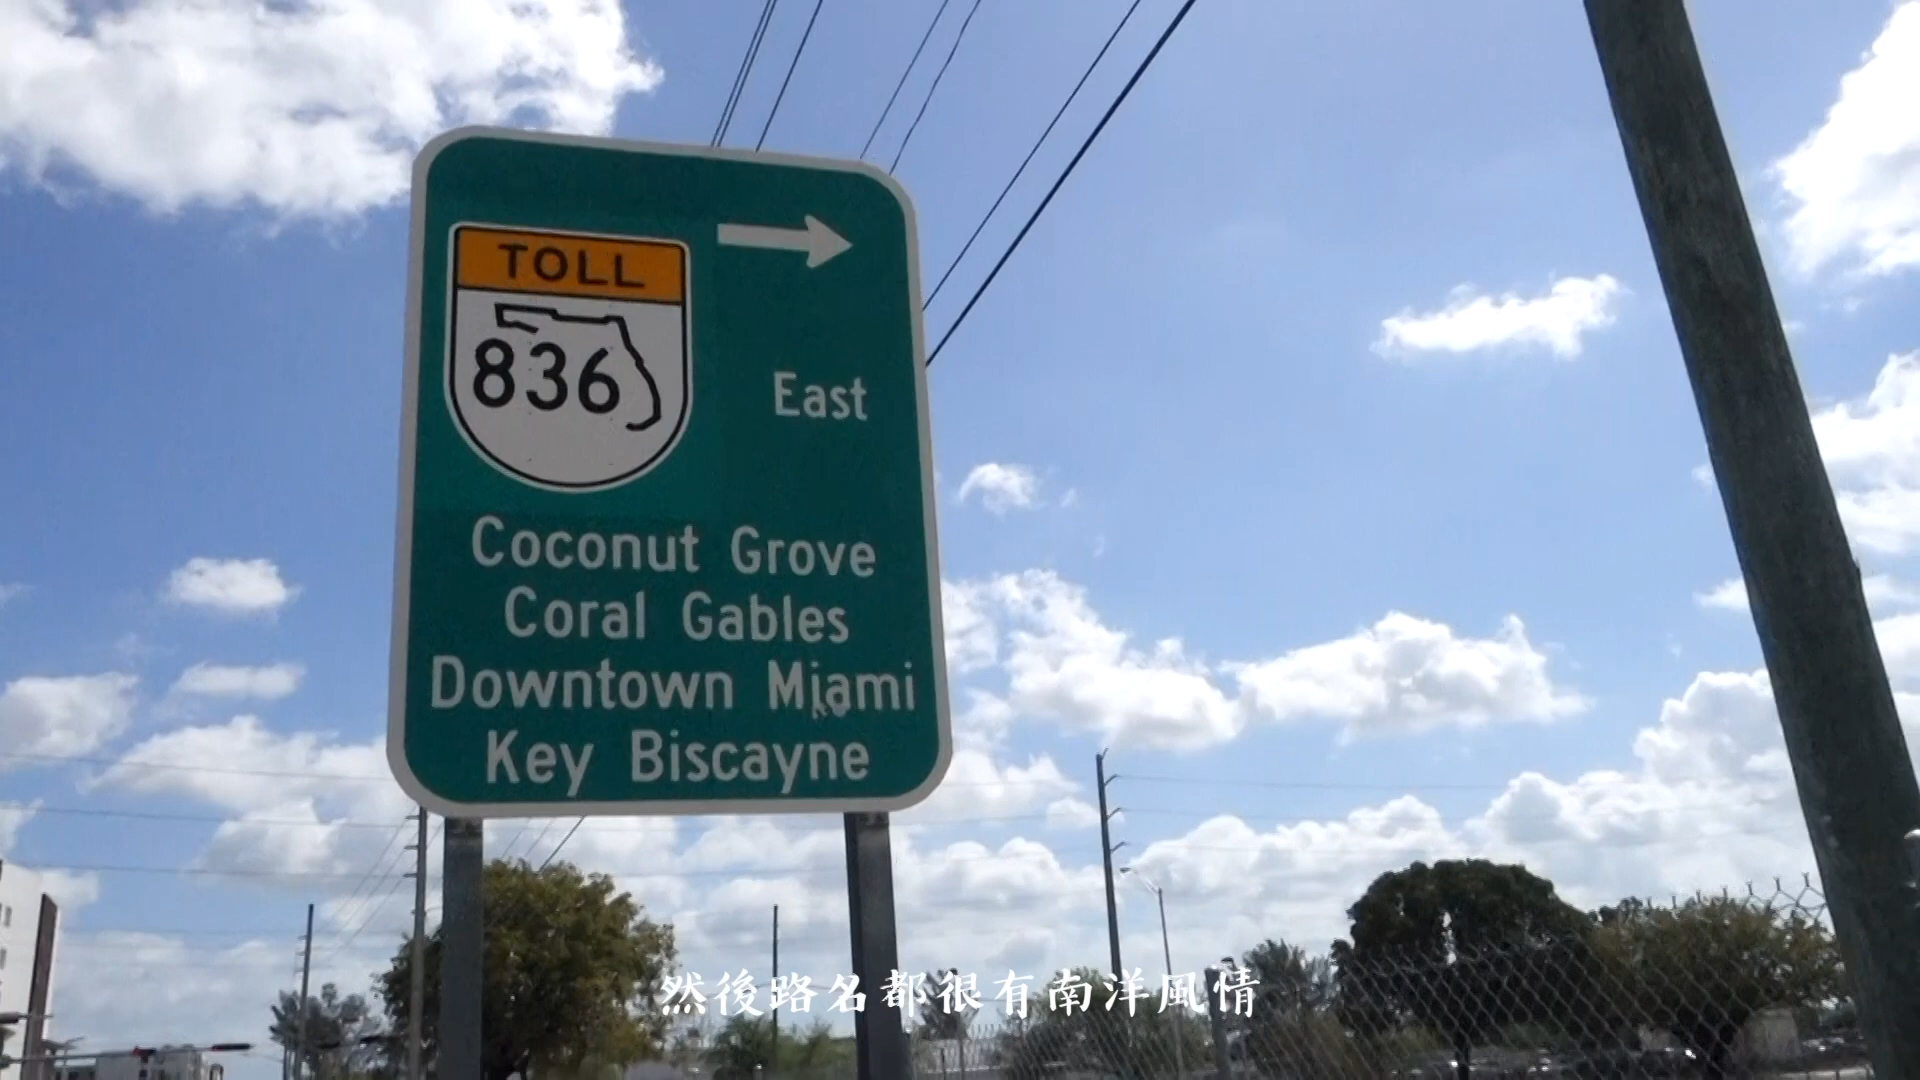 TOLL
836
East
Coconut Grove
Coral Gables
Downtown Miami
Key Biscayne
然後路名都很有南洋風情